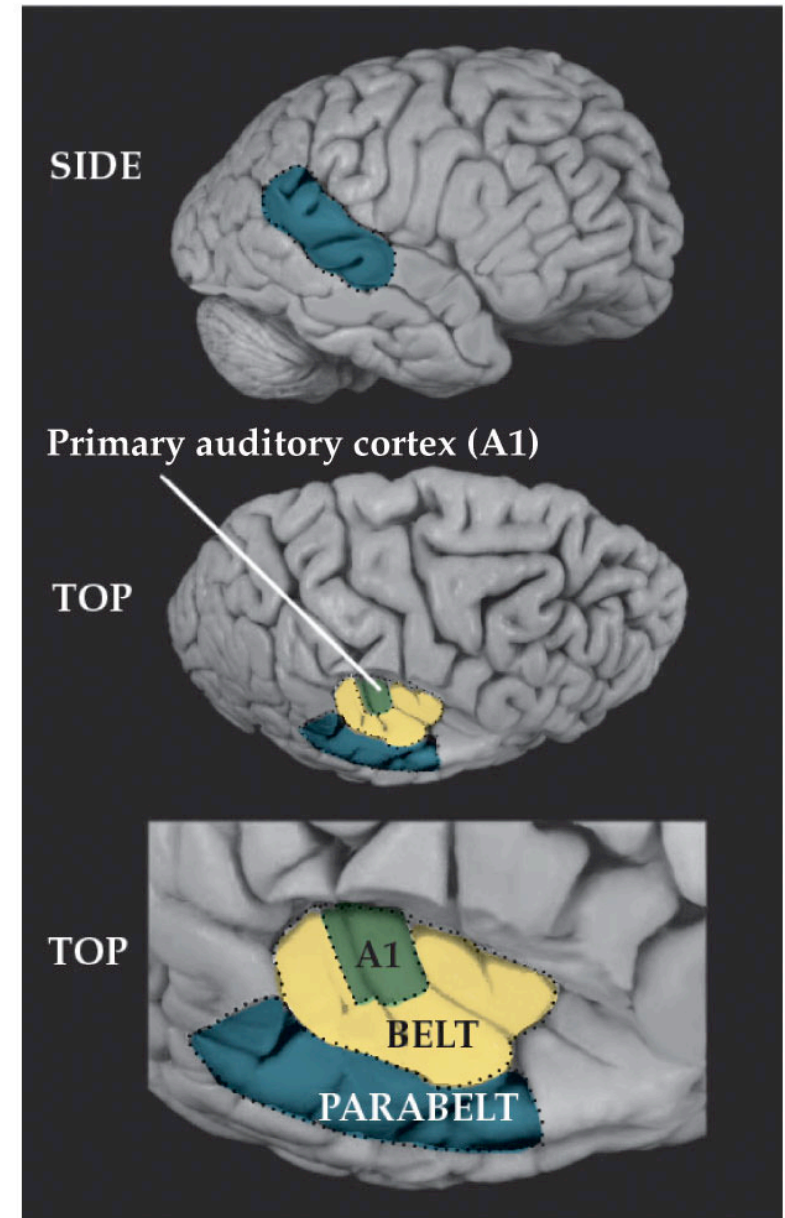 SIDE
Primary auditory cortex (A1)
TOP
TOP
A1
BELT
PARABELT